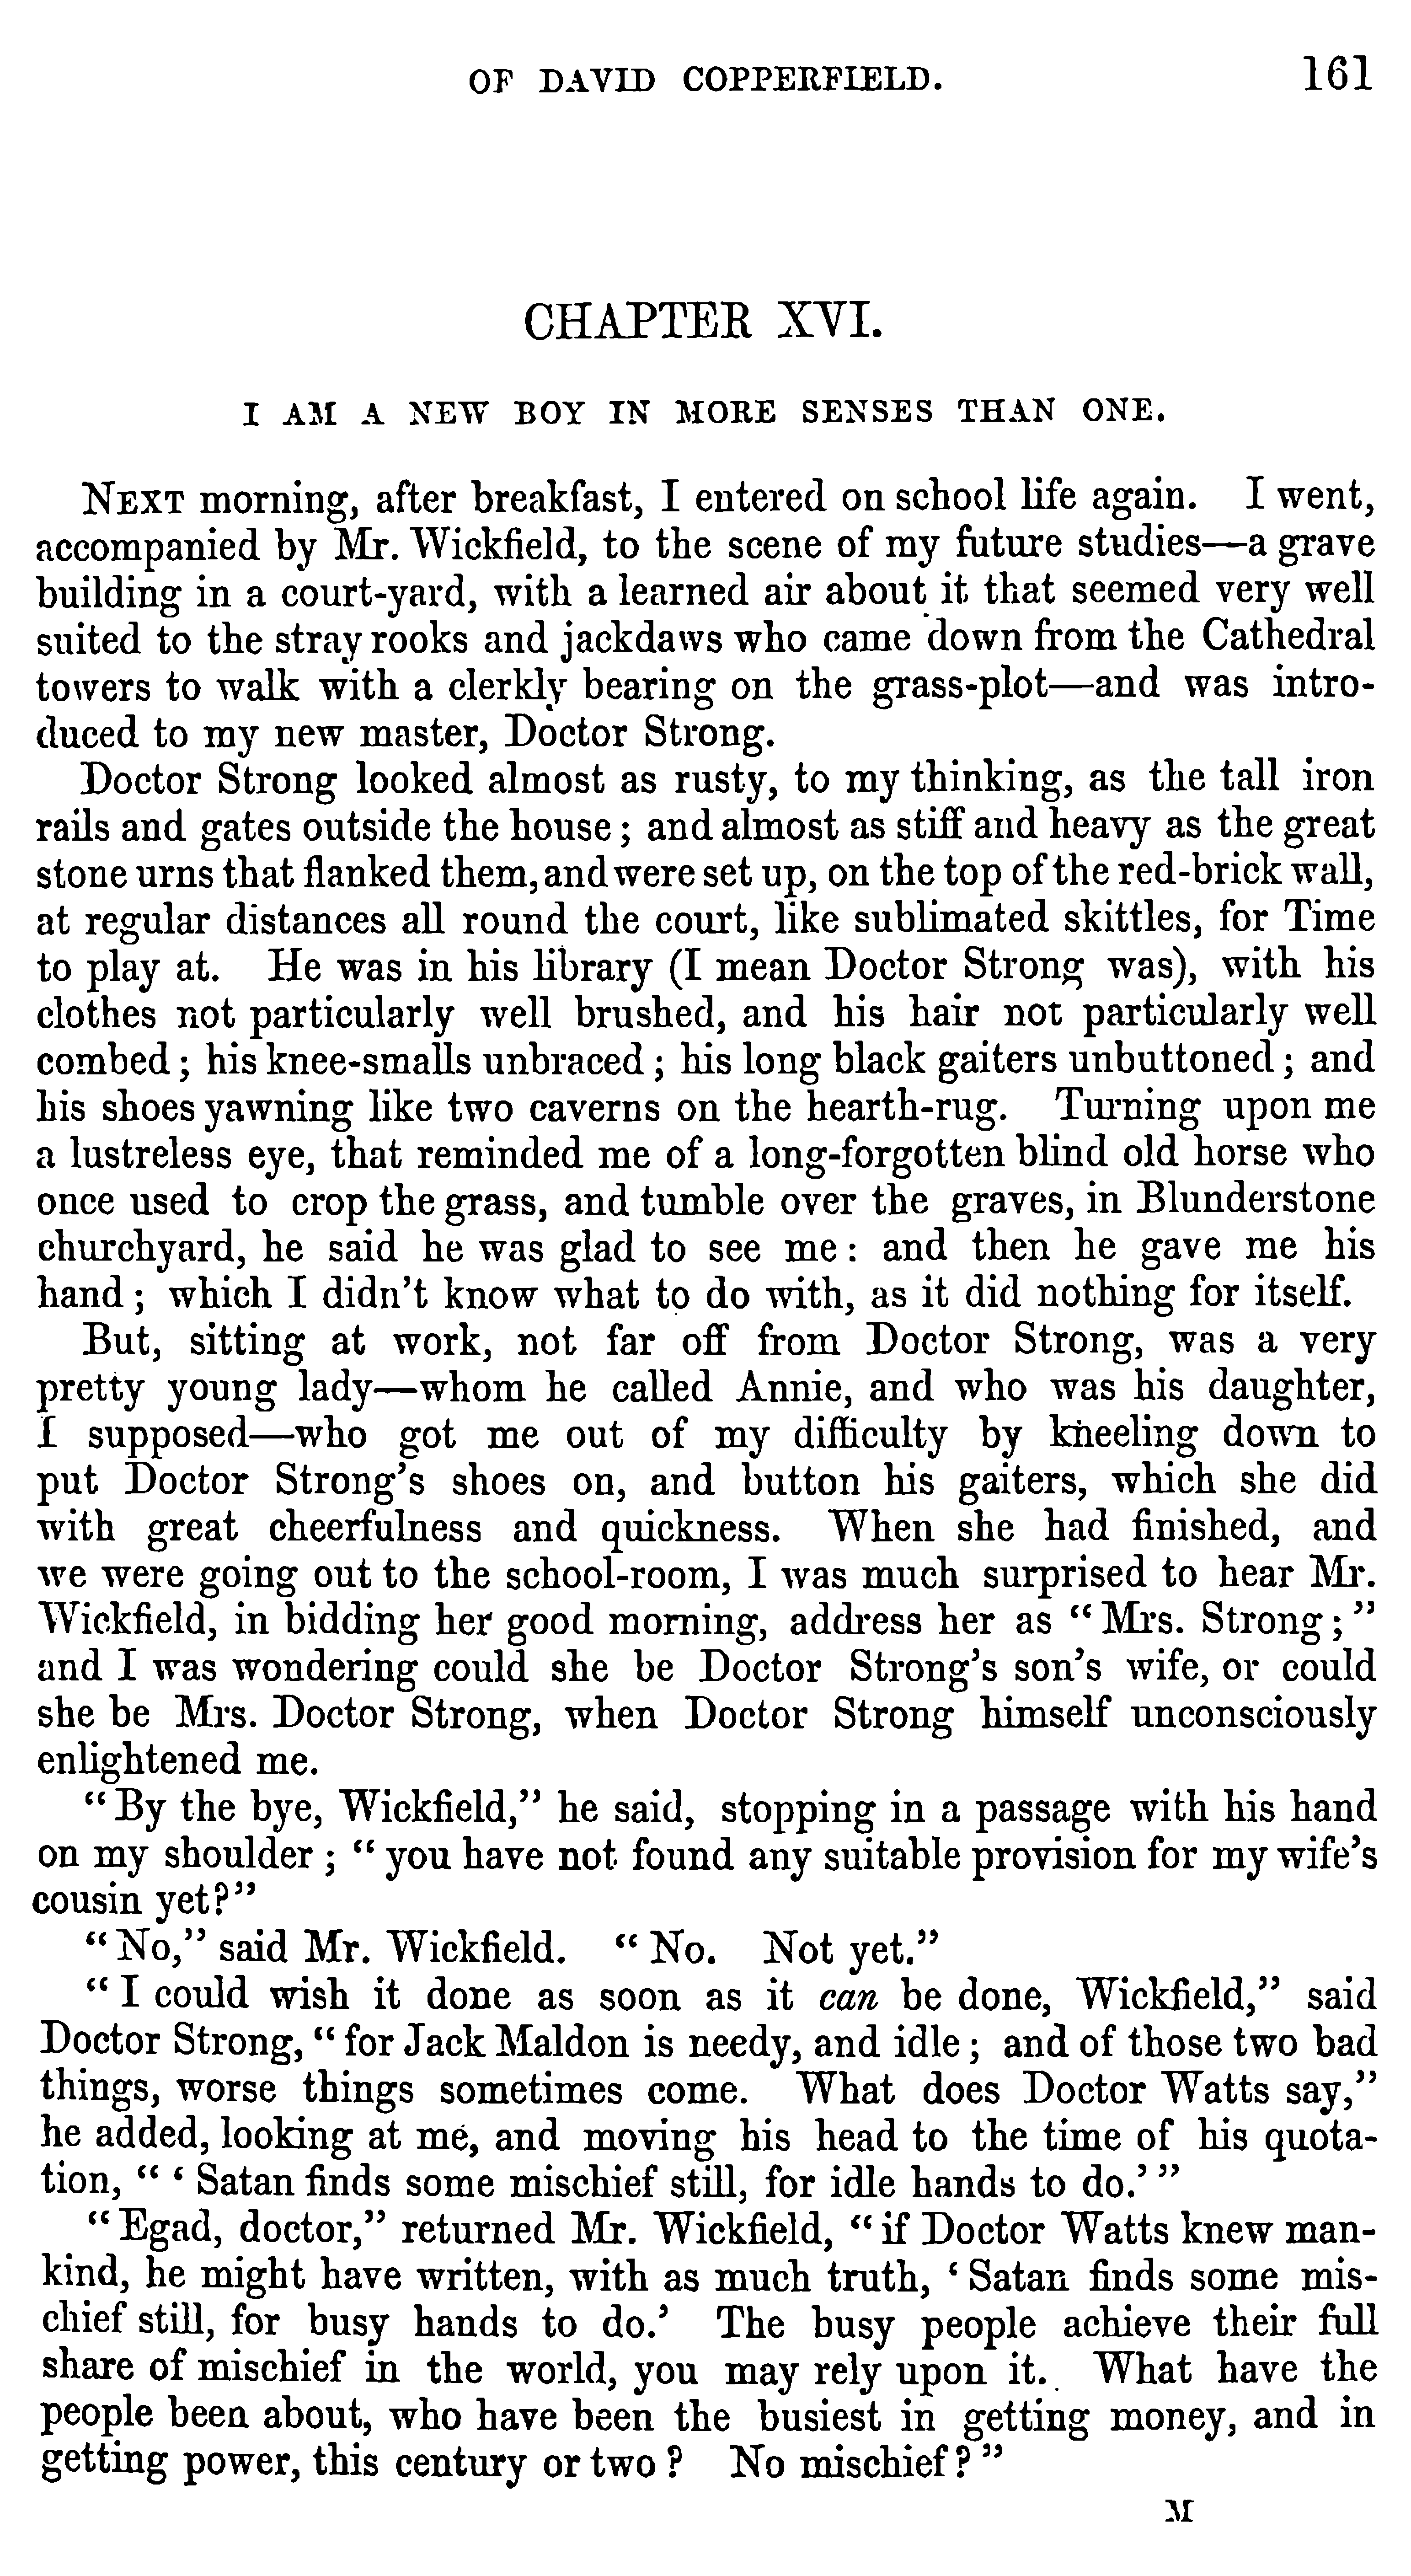 OF DAVID COPPERFIELD. 161
CHAPTER XVI.
I AM A NEW BOY IN MORE SENSES THAN ONE.
NEXT morning, after breakfast, I entered on school life again. I went,
accompanied by Mr. Wickfield, to the scene of my future studies—a grave
building in a court-yard, with a learned air about it that seemed very well
suited to the stray rooks and jackdaws who came down from the Cathedral
towers to walk with a clerkly bearing on the grass-plot—and was intro-
duced to my new master, Doctor Strong.
Doctor Strong looked almost as rusty, to my thinking, as the tall iron
rails and gates outside the house; and almost as stiff and heavy as the great
stone urns that flanked them, and were set up, on the top of the red-brick wall,
at regular distances all round the court, like sublimated skittles, for Time
to play at. He was in his library (I mean Doctor Strong was), with his
clothes not particularly well brushed, and his hair not particularly well
combed; his knee-smalls unbraced; his long black gaiters unbuttoned; and
his shoes yawning like two caverns on the hearth-rug. Turning upon me
a lustreless eye, that reminded me of a long-forgotten blind old horse who
once used to crop the grass, and tumble over the graves, in Blunderstone
churchyard, he said he was glad to see me: and then he gave me his
hand; which I didn't know what to do with, as it did nothing for itself.
But, sitting at work, not far off from Doctor Strong, was a very
pretty young lady—whom he called Annie, and who was his daughter,
I supposed—who got me out of my difficulty by kneeling down to
put Doctor Strong's shoes on, and button his gaiters, which she did
with great cheerfulness and quickness. When she had finished, and
we were going out to the school-room, I was much surprised to hear Mr.
Wickfield, in bidding her good morning, address her as "Mrs. Strong;"
and I was wondering could she be Doctor Strong's son's wife, or could
she be Mrs. Doctor Strong, when Doctor Strong himself unconsciously
enlightened me.
"By the bye, Wickfield," he said, stopping in a passage with his hand
on my shoulder; "you have not found any suitable provision for my wife's
cousin yet?"
"No," said Mr. Wickfield. "No. Not yet."
"I could wish it done as soon as it can be done, Wickfield," said
Doctor Strong, "for Jack Maldon is needy, and idle; and of those two bad
things, worse things sometimes come. What does Doctor Watts say,"
he added, looking at me, and moving his head to the time of his quota-
tion, "'Satan finds some mischief still, for idle hands to do.'"
"Egad, doctor," returned Mr. Wickfield, "if Doctor Watts knew man-
kind, he might have written, with as much truth, 'Satan finds some mis-
chief still, for busy hands to do.' The busy people achieve their full
share of mischief in the world, you may rely upon it. What have the
people been about, who have been the busiest in getting money, and in
getting power, this century or two? No mischief?"
M